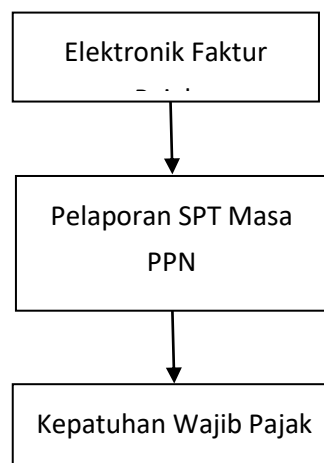 Elektronik Faktur
Pelaporan SPT Masa
PPN
Kepatuhan Wajib Pajak